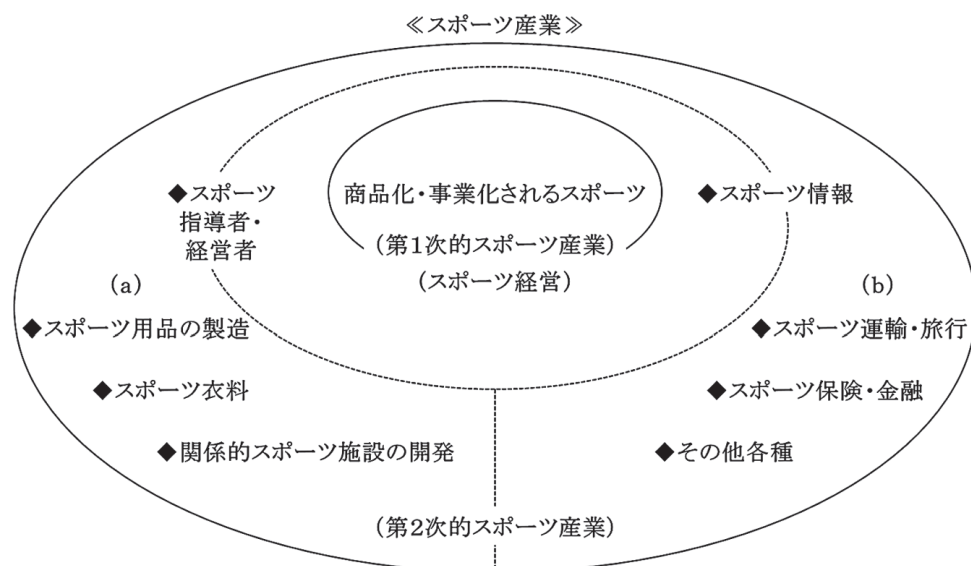 ≪スポーツ産業≫
商品化・事業化されるスポーツ
(第1次的スポーツ産業)
(スポーツ経営)
◆スポーツ
指導者・
経営者
◆スポーツ情報
(a)
◆スポーツ用品の製造
◆スポーツ衣料
◆関係的スポーツ施設の開発
(b)
◆スポーツ運輸・旅行
◆スポーツ保険・金融
◆その他各種
(第2次的スポーツ産業)